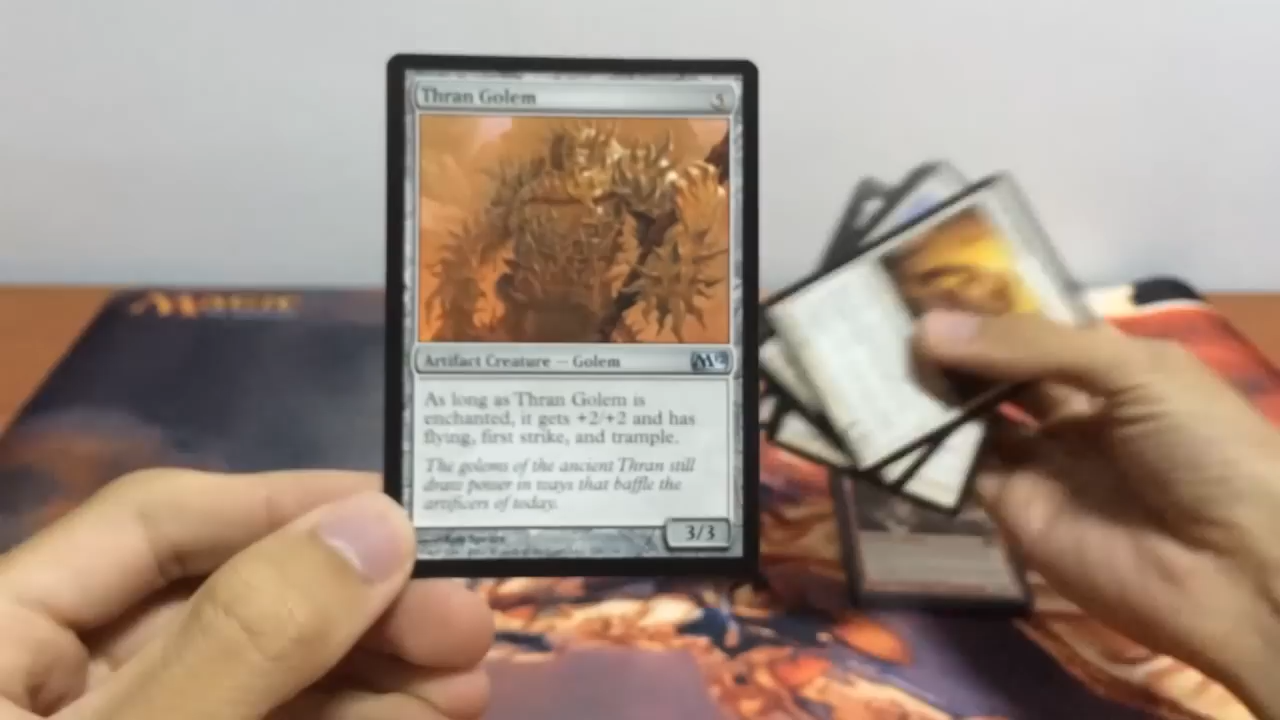 Thran Golem 5
MAGIC
Artifact Creature — Golem M12
As long as Thran Golem is
enchanted, it gets +2/+2 and has
flying, first strike, and trample.
The golems of the ancient Thran still
draw power in ways that baffle the
artificers of today.
3/3